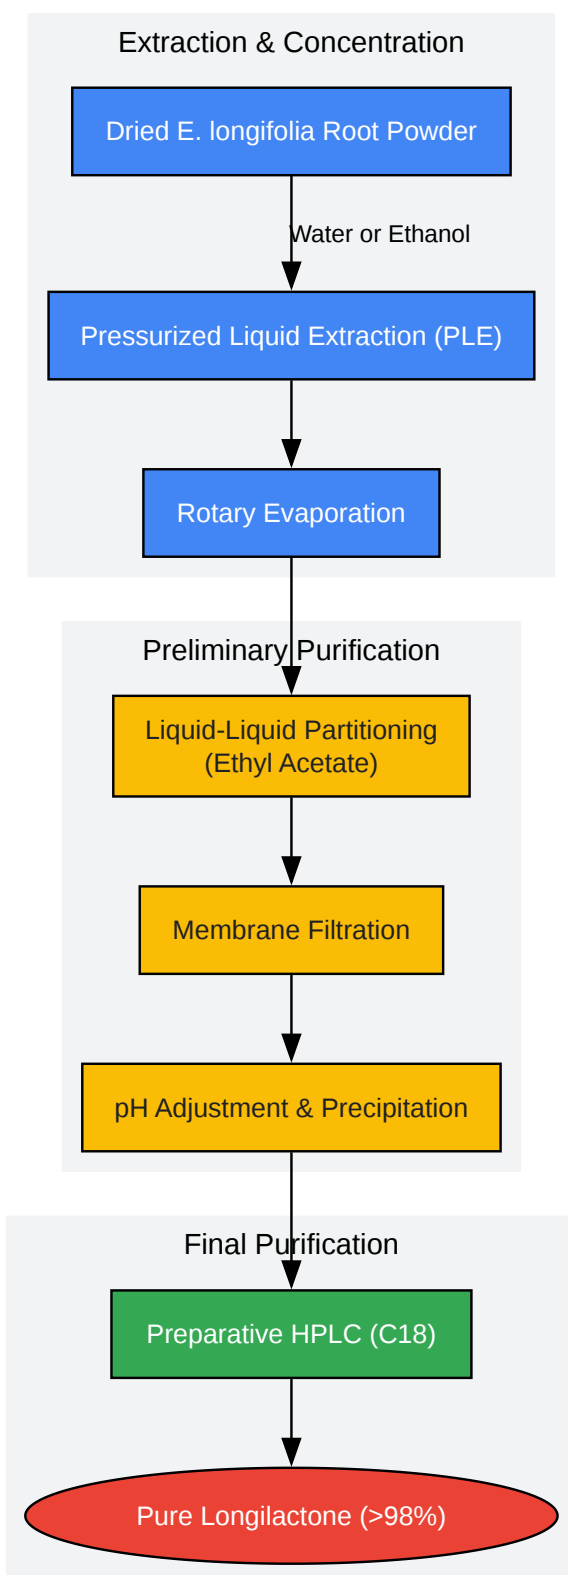 Extraction & Concentration
Dried E. longifolia Root Powder
Water or Ethanol
Pressurized Liquid Extraction (PLE)
Rotary Evaporation
Preliminary Purification
Liquid-Liquid Partitioning
(Ethyl Acetate)
Membrane Filtration
pH Adjustment & Precipitation
Final Purification
Preparative HPLC (C18)
Pure Longilactone (>98%)